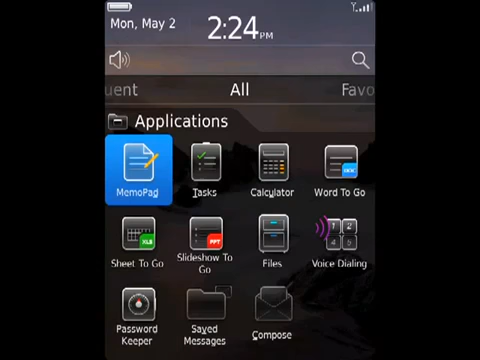 Mon, May 2
2:24PM
uent
All
Favo
Applications
MemoPad
Tasks
Calculator
Word To Go
Sheet To Go
Slideshow To
Go
Files
Voice Dialing
Password
Keeper
Saved
Messages
Compose